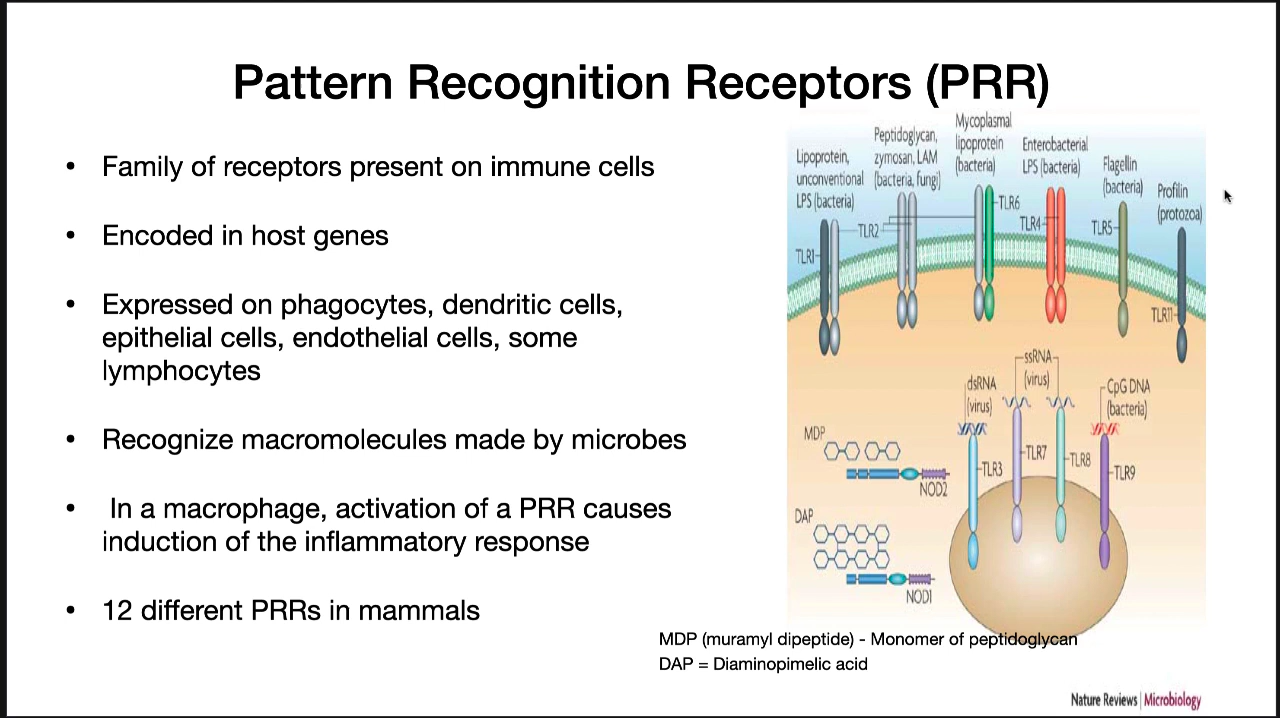 Pattern Recognition Receptors (PRR)
• Family of receptors present on immune cells
• Encoded in host genes
• Expressed on phagocytes, dendritic cells,
epithelial cells, endothelial cells, some
lymphocytes
• Recognize macromolecules made by microbes
• In a macrophage, activation of a PRR causes
induction of the inflammatory response
• 12 different PRRs in mammals
Lipoprotein,
unconventional
LPS (bacteria)
Peptidoglycan,
zymosan, LAM
(bacteria, fungi)
Mycoplasmal
lipoprotein
(bacteria)
Enterobacterial
LPS (bacteria)
Flagellin
(bacteria)
Profilin
(protozoa)
TLR1
TLR2
TLR6
TLR4
TLR5
TLR11
dsRNA
(virus)
ssRNA
(virus)
CpG DNA
(bacteria)
MDP
NOD2
TLR3
TLR7
TLR8
TLR9
DAP
NOD1
MDP (muramyl dipeptide) - Monomer of peptidoglycan
DAP = Diaminopimelic acid
Nature Reviews | Microbiology